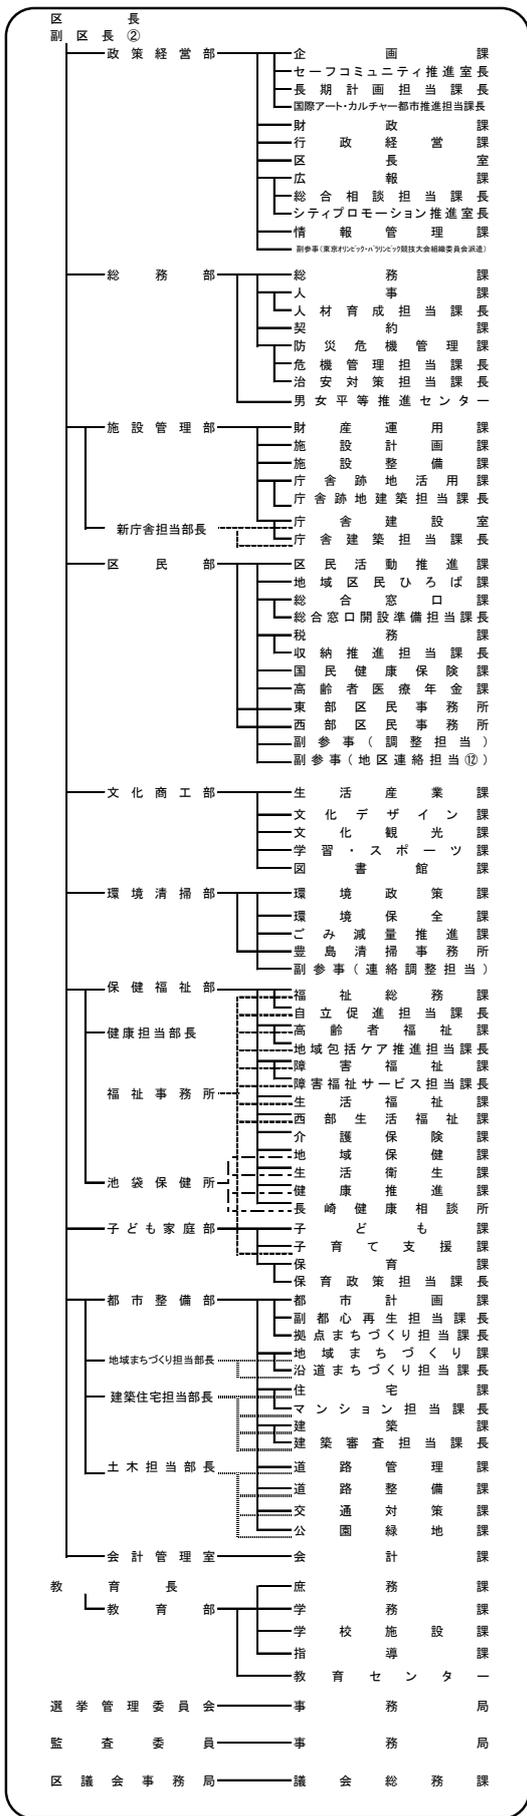 区長
副区長②
政策経営部 企画課
セーフコミュニティ推進室長
長期計画担当課長
国際アート・カルチャー都市推進担当課長
財政課
行政経営課
区長室
広報課
総合相談担当課長
シティプロモーション推進室長
情報管理課
副参事(東京オリンピック・パラリンピック競技大会組織委員会派遣)
総務部 総務課
人事課
人材育成担当課長
契約課
防災危機管理課
危機管理担当課長
治安対策担当課長
男女平等推進センター
施設管理部 財産運用課
施設計画課
施設整備課
庁舎跡地活用課
庁舎跡地建築担当課長
新庁舎担当部長 庁舎建設室
庁舎建築担当課長
区民部 区民活動推進課
地域区民ひろば課
総合窓口課
総合窓口開設準備担当課長
税務課
収納推進担当課長
国民健康保険課
高齢者医療年金課
東部区民事務所
西部区民事務所
副参事(調整担当)
副参事(地区連絡担当⑫)
文化商工部 生活産業課
文化デザイン課
文化観光課
学習・スポーツ課
図書館課
環境清掃部 環境政策課
環境保全課
ごみ減量推進課
豊島清掃事務所
副参事(連絡調整担当)
保健福祉部 福祉総務課
自立促進担当課長
健康担当部長 高齢者福祉課
地域包括ケア推進担当課長
障害福祉課
障害福祉サービス担当課長
福祉事務所 生活福祉課
西部生活福祉課
介護保険課
地域保健課
生活衛生課
池袋保健所 健康推進課
長崎健康相談所
子ども家庭部 子ども課
子育て支援課
保育課
保育政策担当課長
都市整備部 都市計画課
副都心再生担当課長
拠点まちづくり担当課長
地域まちづくり課
地域まちづくり担当部長 沿道まちづくり担当課長
建築住宅担当部長 住宅課
マンション担当課長
建築課
建築審査担当課長
土木担当部長 道路管理課
道路整備課
交通対策課
公園緑地課
会計管理室 会計課
教育長 庶務課
教育部 学務課
学校施設課
指導課
教育センター
選挙管理委員会 事務局
監査委員 事務局
区議会事務局 議会総務課